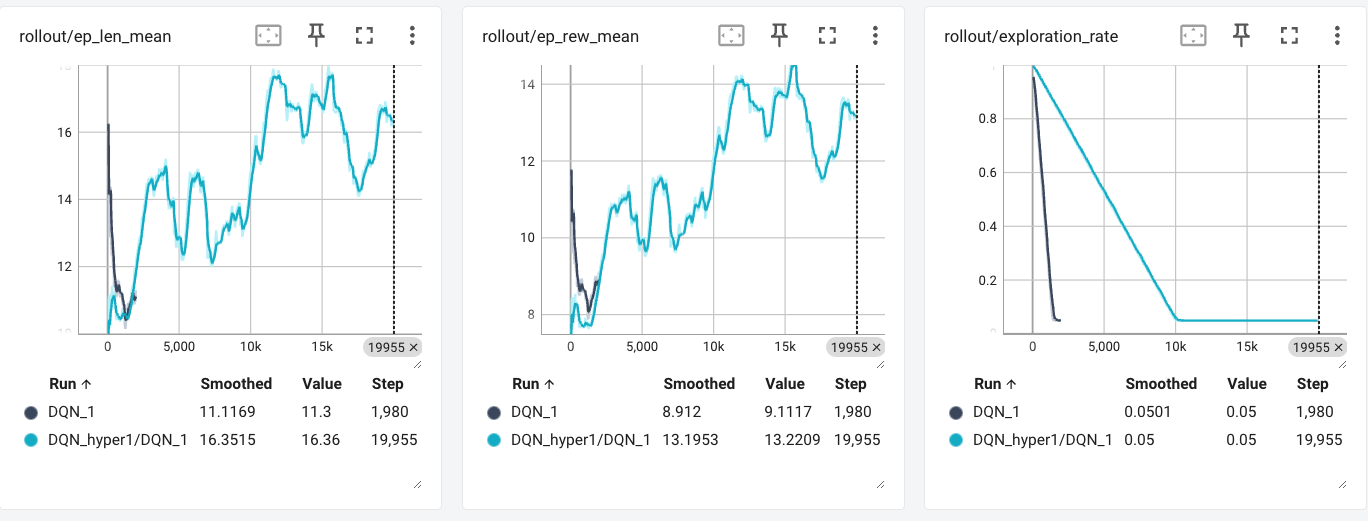 rollout/ep_len_mean
18
16
14
12
10
0 5,000 10k 15k 19955 ×
Run ↑ Smoothed Value Step
DQN_1 11.1169 11.3 1,980
DQN_hyper1/DQN_1 16.3515 16.36 19,955
rollout/ep_rew_mean
14
12
10
8
0 5,000 10k 15k 19955 ×
Run ↑ Smoothed Value Step
DQN_1 8.912 9.1117 1,980
DQN_hyper1/DQN_1 13.1953 13.2209 19,955
rollout/exploration_rate
1
0.8
0.6
0.4
0.2
0
0 5,000 10k 15k 19955 ×
Run ↑ Smoothed Value Step
DQN_1 0.0501 0.05 1,980
DQN_hyper1/DQN_1 0.05 0.05 19,955